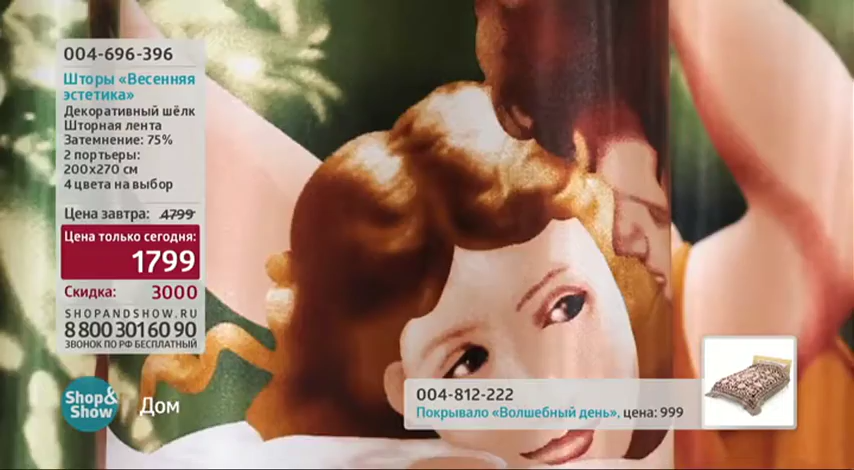 004-696-396
Шторы «Весенняя
эстетика»
Декоративный шёлк
Шторная лента
Затемнение: 75%
2 портьеры:
200х270 см
4 цвета на выбор
Цена завтра: 4799
Цена только сегодня:
1799
Скидка: 3000
SHOPANDSHOW.RU
8 800 301 60 90
ЗВОНОК ПО РФ БЕСПЛАТНЫЙ
Shop&
Show
Дом
004-812-222
Покрывало «Волшебный день», цена: 999